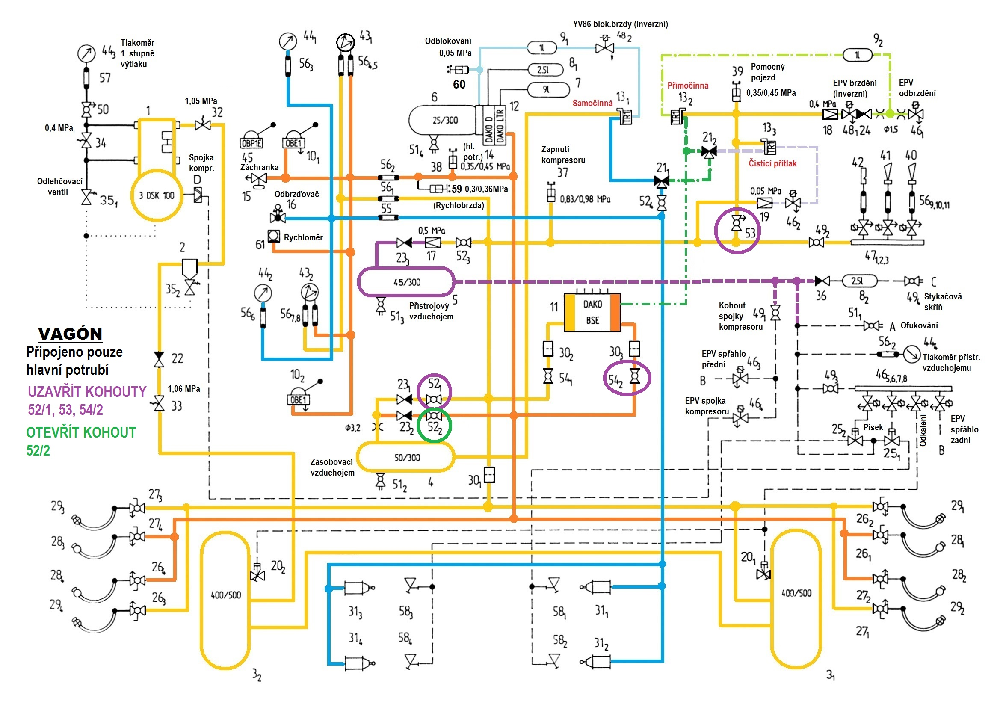 YV86 blok.brzdy (inverzní)
44₁
43₁
9₁
48₂
9₂
Odblokování
0,05 MPa
1l
1l
44₃
Tlakoměr
1. stupně
výtlaku
56₃
56₄,₅
60
2.5l
8₁
39
Pomocný
pojezd
0,35/0,45 MPa
57
9l
7
Přímočinná
13₂
EPV brzdění
(inverzní)
EPV
odbrzdění
50
1
1,05 MPa
32
6
12
13₁
Samočinná
TR1
TR1
0,4 MPa
25/300
DAKO D
DAKO LTR
18
48₁
24
Φ1,5
46₁
0,4 MPa
34
OBP1E
OBE1
45
10₁
51₄
(hl.
potr.)
14
38
0,35/0,45 MPa
13₃
TR1
21₂
Zapnutí
kompresoru
37
Čistící přítlak
Spojka
kompr.
D
Záchranka
15
56₂
21₁
42
41
40
Odlehčovací
ventil
35₁
3 DSK 100
56₁
59
0,3/0,36MPa
(Rychlobrzda)
0,83/0,98 MPa
52₄
0,05 MPa
19
46₂
56₉,₁₀,₁₁
Odbrzďovač
16
55
61
Rychloměr
0.5 MPa
53
49₂
2
23₃
17
52₃
47₁,₂,₃
35₂
44₂
43₂
45/300
5
Přístrojový
vzduchojem
51₃
36
2.5l
8₂
C
49₄
Stykačová
skříň
56₆
56₇,₈
11
DAKO
BSE
Kohout
spojky
kompresoru
49₁
51₁
A
Ofukování
VAGÓN
Připojeno pouze
hlavní potrubí
UZAVŘÍT KOHOUTY
52/1, 53, 54/2
OTEVŘÍT KOHOUT
52/2
22
1,06 MPa
33
30₂
30₃
54₁
54₂
56₁₂
44₄
Tlakoměr přístr.
vzduchojemu
EPV spřáhlo
přední
46₃
B
49₃
46₅,₆,₇,₈
10₂
OBE1
23₁
52₁
EPV spojka
kompresoru
46₄
Φ3,2
23₂
52₂
25₂
Písek
Odkalení
EPV
spřáhlo
zadní
B
25₁
Zásobovací
vzduchojem
50/300
51₂
4
30₁
29₃
27₃
29₁
26₂
27₄
28₃
28₁
26₁
28₄
26₄
20₂
20₁
28₂
27₂
29₄
26₃
400/500
400/500
29₂
27₁
31₃
58₃
58₁
31₁
31₄
58₄
58₂
31₂
3₂
3₁